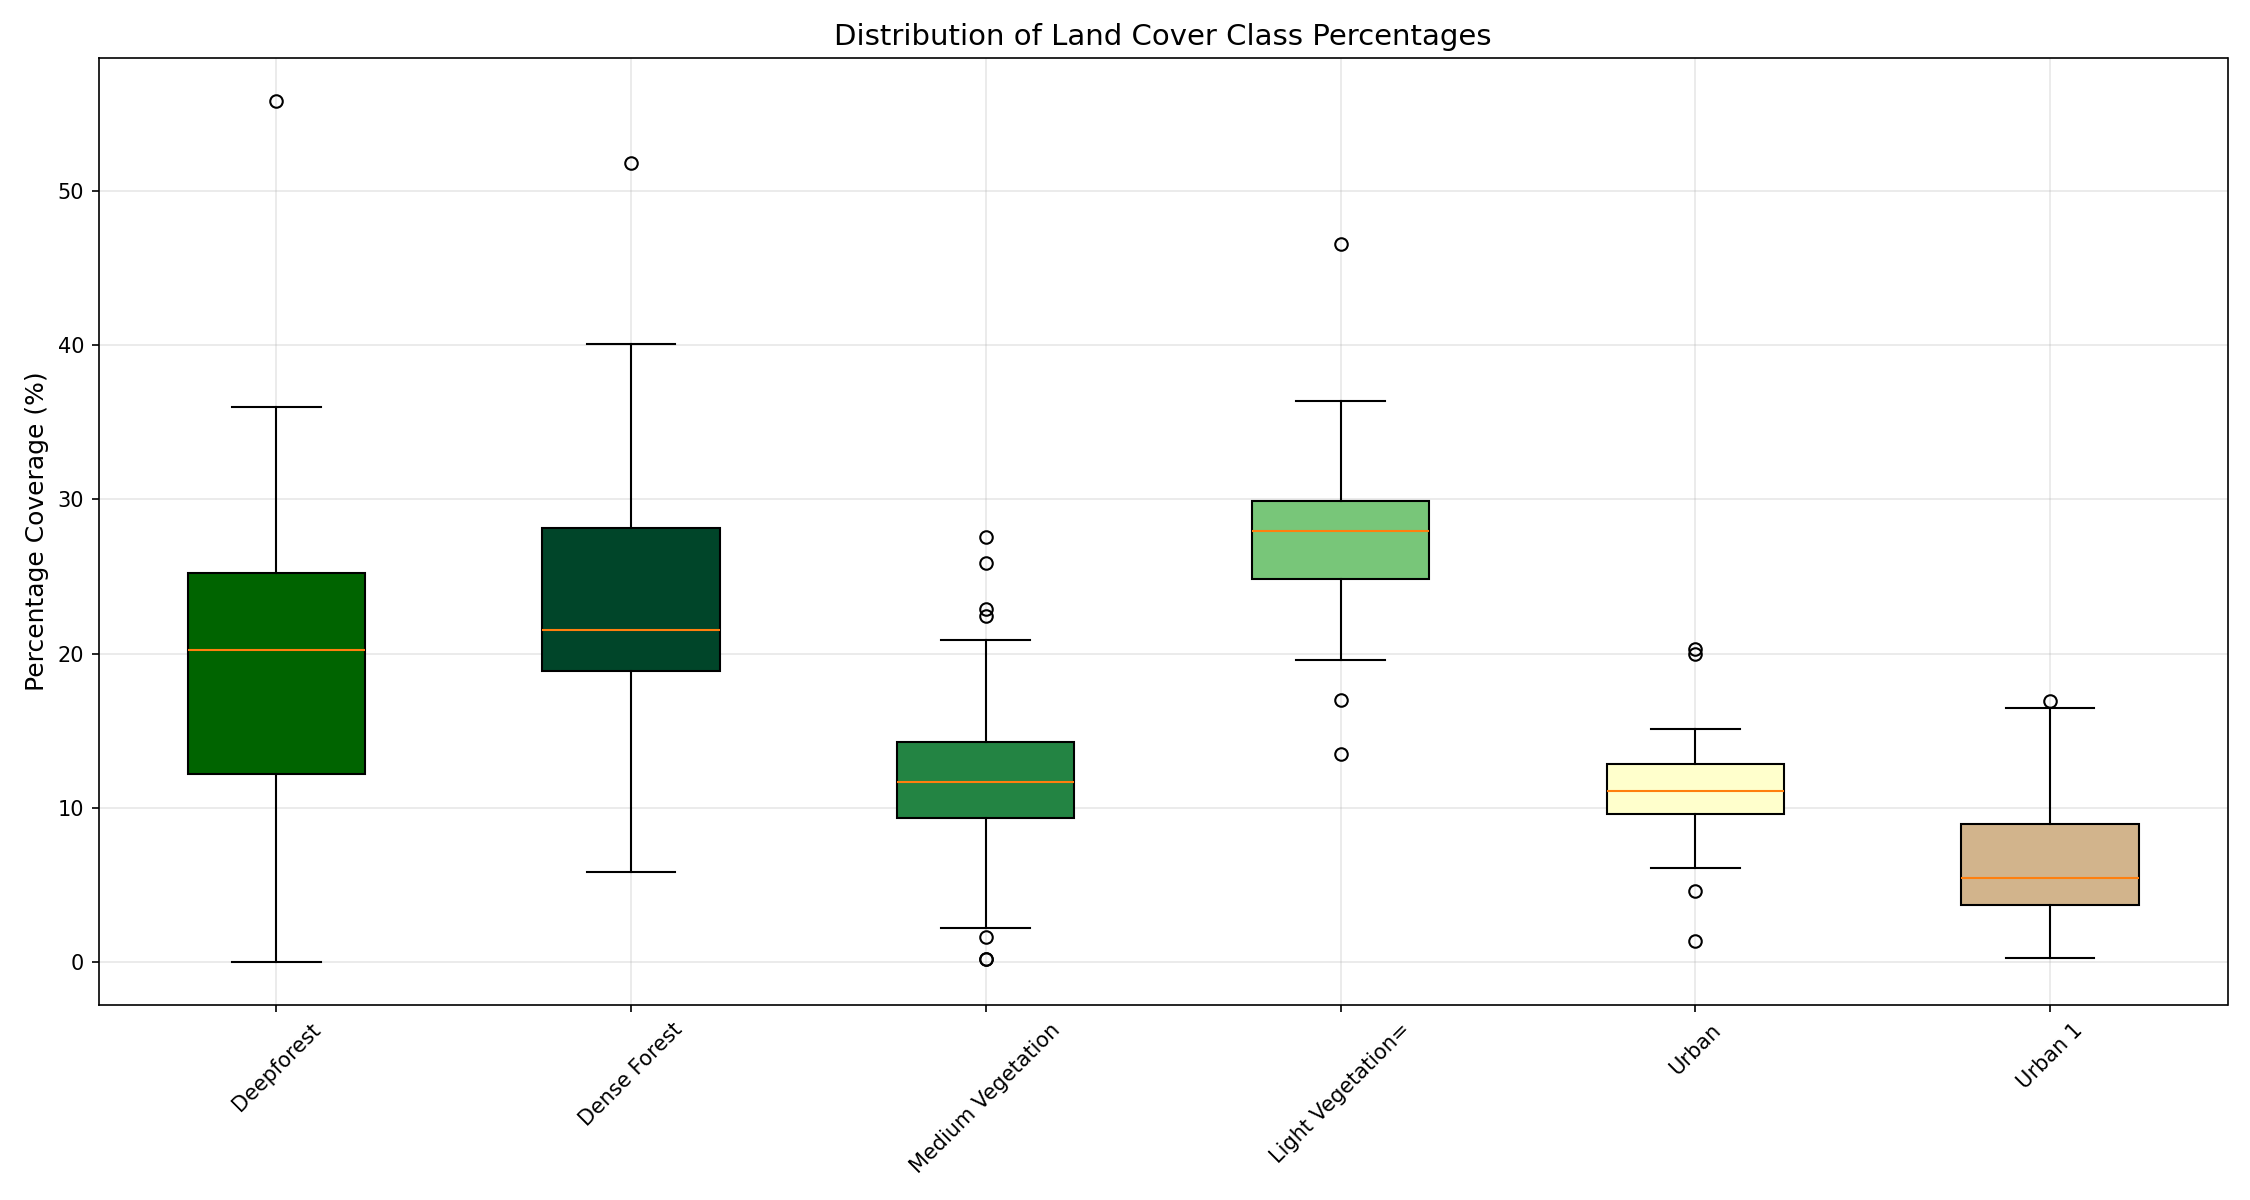 Distribution of Land Cover Class Percentages
Percentage Coverage (%)
50
40
30
20
10
0
Deepforest
Dense Forest
Medium Vegetation
Light Vegetation=
Urban
Urban 1